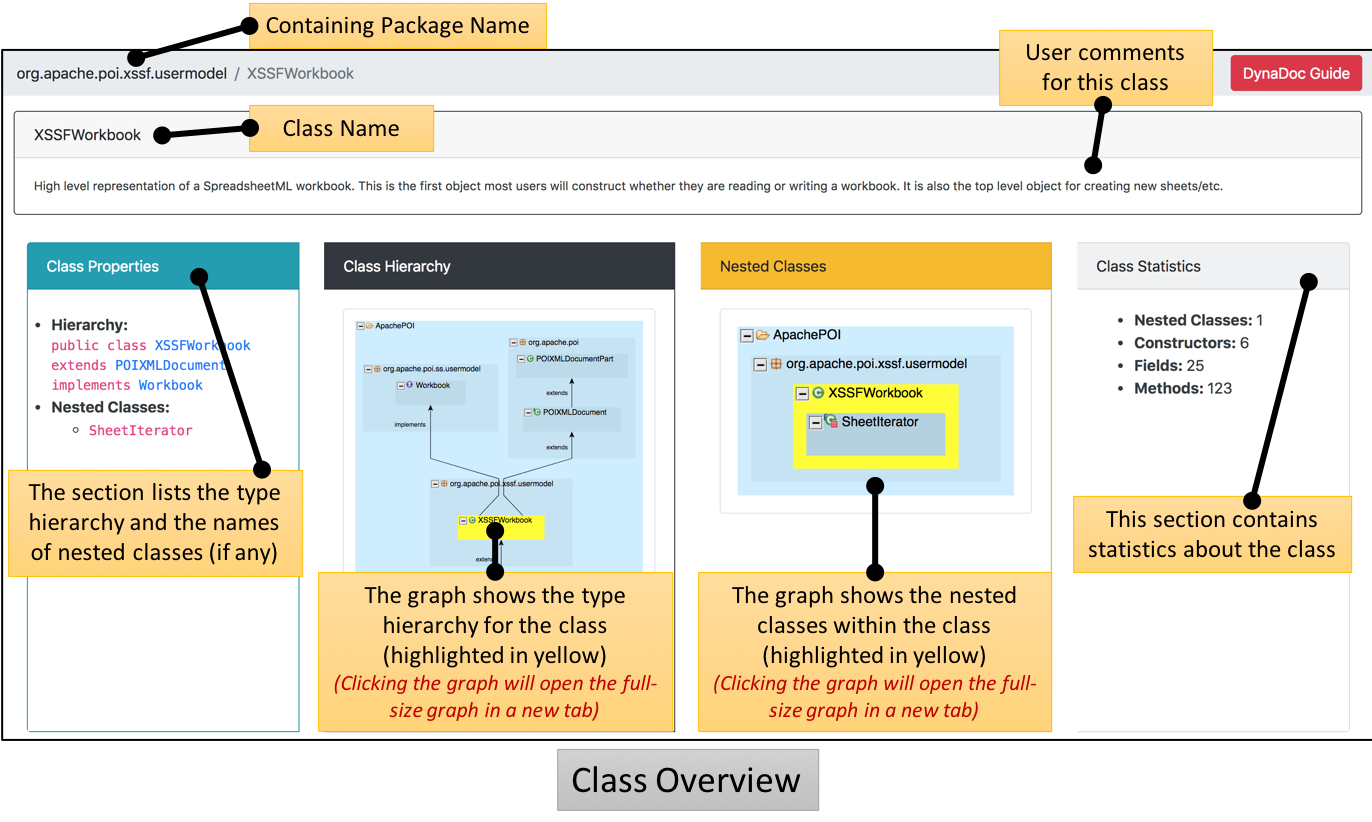 Containing Package Name
User comments
for this class
org.apache.poi.xssf.usermodel / XSSFWorkbook
DynaDoc Guide
XSSFWorkbook
Class Name
High level representation of a SpreadsheetML workbook. This is the first object most users will construct whether they are reading or writing a workbook. It is also the top level object for creating new sheets/etc.
Class Properties
Hierarchy:
public class XSSFWorkbook
extends POIXMLDocument
implements Workbook
Nested Classes:
SheetIterator
The section lists the type
hierarchy and the names
of nested classes (if any)
Class Hierarchy
ApachePOI
org.apache.poi
POIXMLDocumentPart
org.apache.poi.ss.usermodel
Workbook
extends
POIXMLDocument
implements
extends
org.apache.poi.xssf.usermodel
XSSFWorkbook
extends
The graph shows the type
hierarchy for the class
(highlighted in yellow)
(Clicking the graph will open the full-
size graph in a new tab)
Nested Classes
ApachePOI
org.apache.poi.xssf.usermodel
XSSFWorkbook
SheetIterator
The graph shows the nested
classes within the class
(highlighted in yellow)
(Clicking the graph will open the full-
size graph in a new tab)
Class Statistics
Nested Classes: 1
Constructors: 6
Fields: 25
Methods: 123
This section contains
statistics about the class
Class Overview